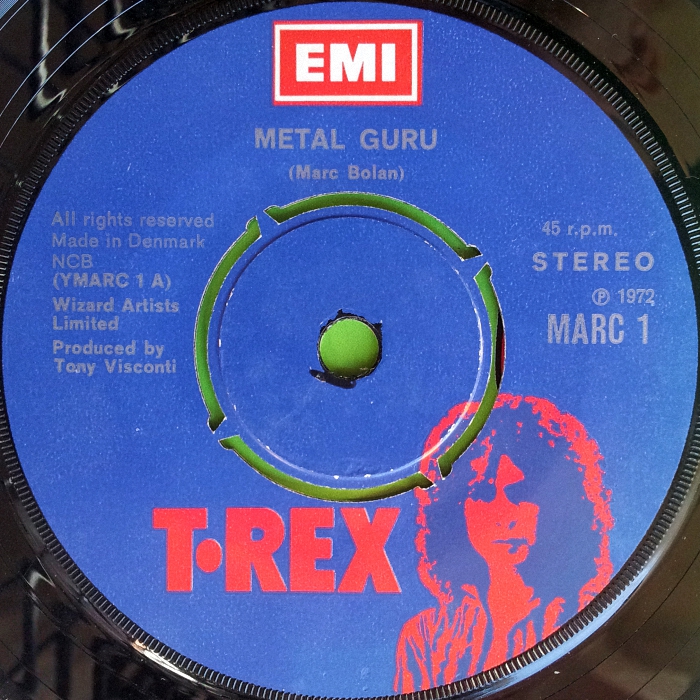 EMI
METAL GURU
(Marc Bolan)
All rights reserved
Made in Denmark
NCB
(YMARC 1 A)
Wizard Artists
Limited
Produced by
Tony Visconti
45 r.p.m.
STEREO
℗ 1972
MARC 1
T•REX